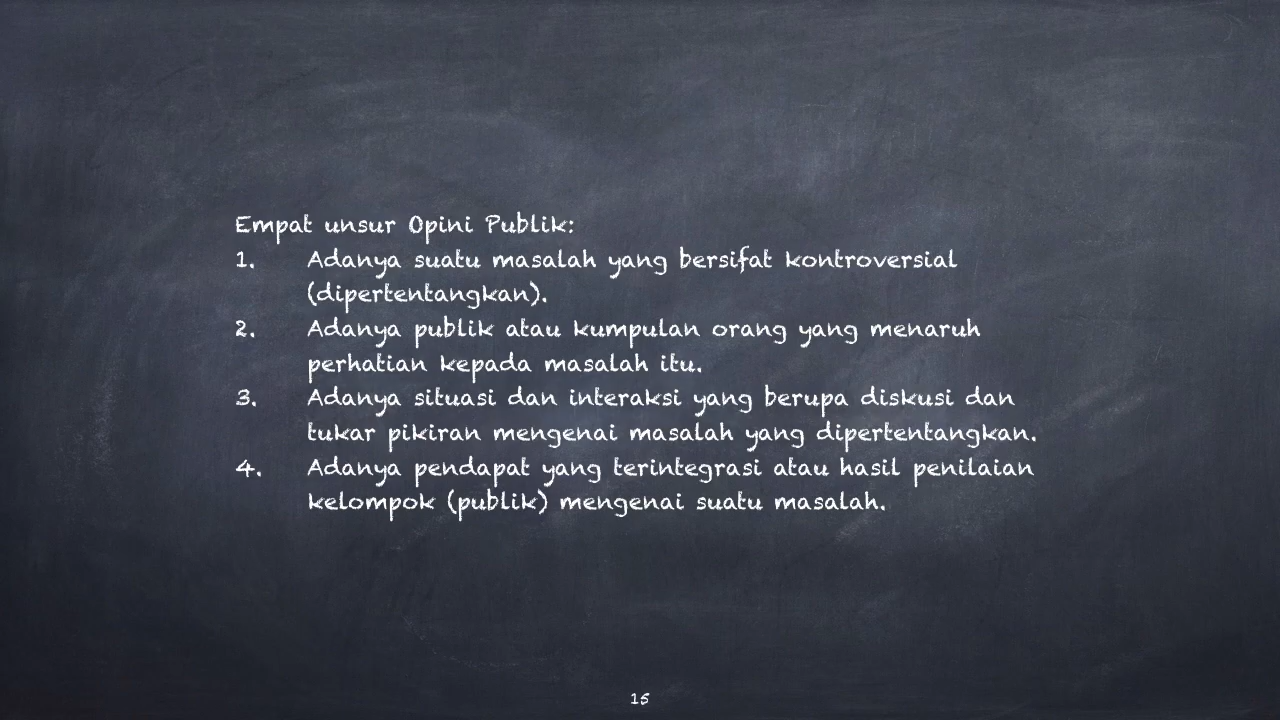 Empat unsur Opini Publik:
1. Adanya suatu masalah yang bersifat kontroversial
(dipertentangkan).
2. Adanya publik atau kumpulan orang yang menaruh
perhatian kepada masalah itu.
3. Adanya situasi dan interaksi yang berupa diskusi dan
tukar pikiran mengenai masalah yang dipertentangkan.
4. Adanya pendapat yang terintegrasi atau hasil penilaian
kelompok (publik) mengenai suatu masalah.
15